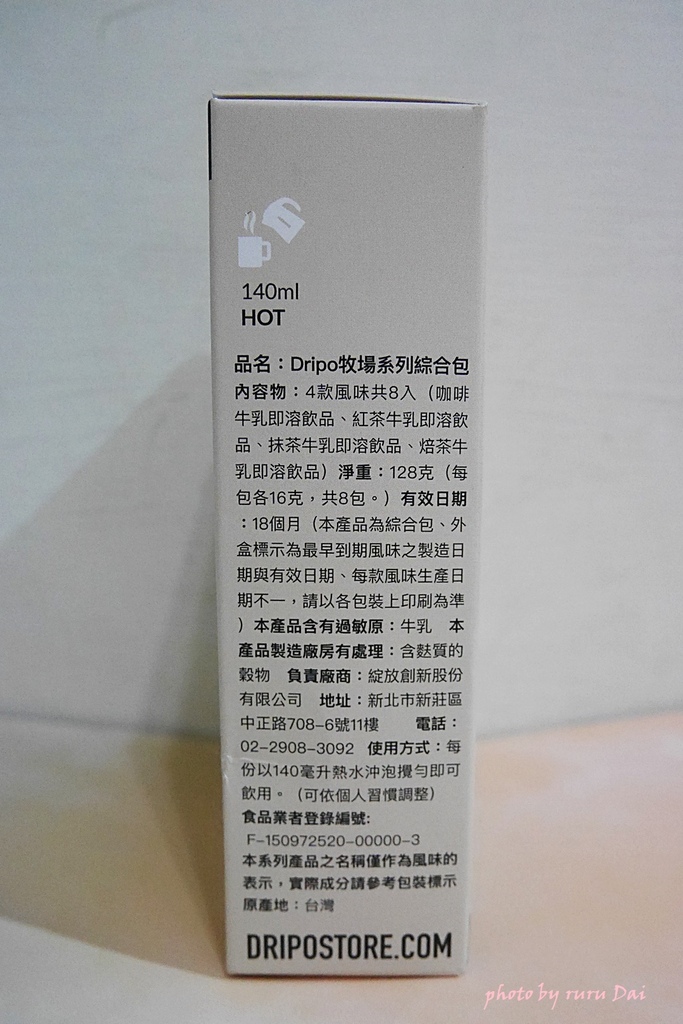 140ml
HOT
品名：Dripo牧場系列綜合包
內容物：4款風味共8入（咖啡
牛乳即溶飲品、紅茶牛乳即溶飲
品、抹茶牛乳即溶飲品、焙茶牛
乳即溶飲品）淨重：128克（每
包各16克，共8包。）有效日期
：18個月（本產品為綜合包、外
盒標示為最早到期風味之製造日
期與有效日期、每款風味生產日
期不一，請以各包裝上印刷為準
）本產品含有過敏原：牛乳　本
產品製造廠房有處理：含麩質的
穀物　負責廠商：綻放創新股份
有限公司　地址：新北市新莊區
中正路708-6號11樓　電話：
02-2908-3092　使用方式：每
份以140毫升熱水沖泡攪勻即可
飲用。（可依個人習慣調整）
食品業者登錄編號:
F-150972520-00000-3
本系列產品之名稱僅作為風味的
表示，實際成分請參考包裝標示
原產地：台灣
DRIPOSTORE.COM
photo by ruru Dai